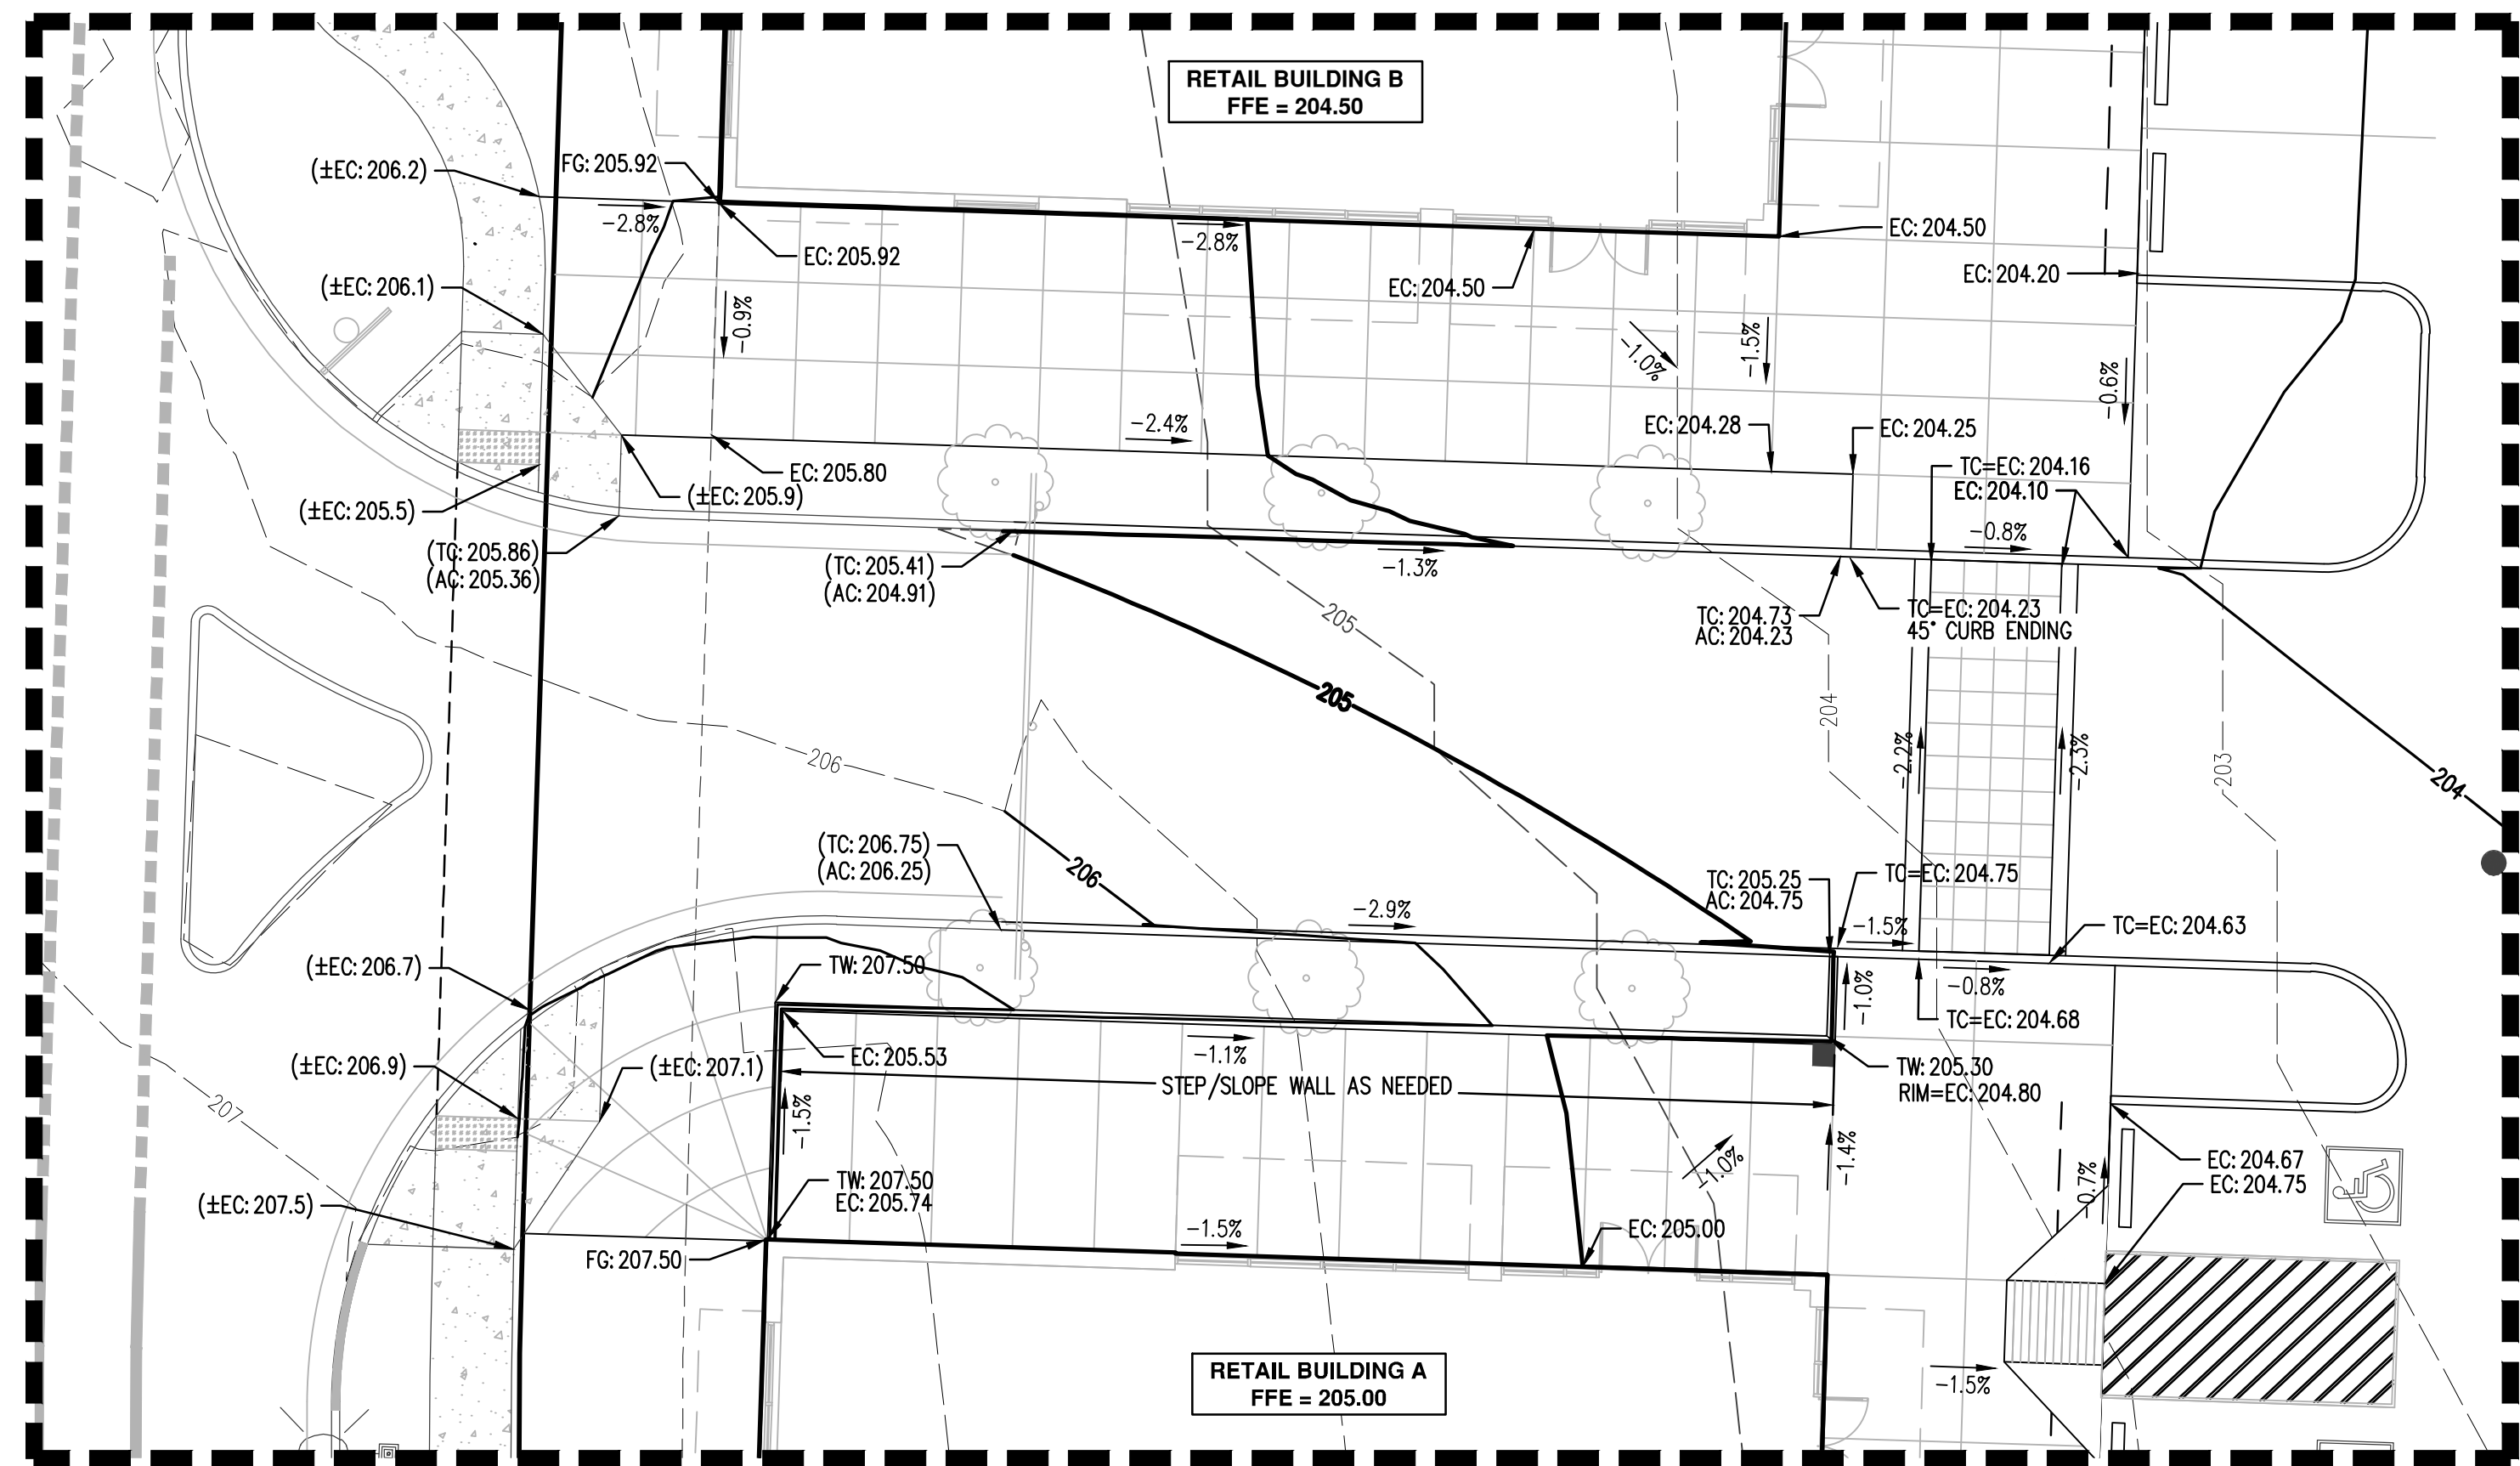 RETAIL BUILDING B
FFE = 204.50
(±EC: 206.2)
FG: 205.92
-2.8%
EC: 205.92
-2.8%
EC: 204.50
EC: 204.50
EC: 204.20
(±EC: 206.1)
-0.9%
-1.0%
-1.5%
-0.6%
-2.4%
EC: 204.28
EC: 204.25
TC=EC: 204.16
EC: 204.10
EC: 205.80
(±EC: 205.9)
(±EC: 205.5)
(TC: 205.86)
(AC: 205.36)
(TC: 205.41)
(AC: 204.91)
-1.3%
-0.8%
TC: 204.73
AC: 204.23
TC=EC: 204.23
45° CURB ENDING
205
205
204
203
206
-2.2%
-2.3%
204
(TC: 206.75)
(AC: 206.25)
206
TC: 205.25
AC: 204.75
TC=EC: 204.75
-2.9%
-1.5%
TC=EC: 204.63
(±EC: 206.7)
TW: 207.50
-1.0%
-0.8%
TC=EC: 204.68
EC: 205.53
-1.1%
(±EC: 206.9)
(±EC: 207.1)
STEP/SLOPE WALL AS NEEDED
TW: 205.30
RIM=EC: 204.80
207
-1.5%
-1.0%
-1.4%
-0.7%
EC: 204.67
EC: 204.75
(±EC: 207.5)
TW: 207.50
EC: 205.74
-1.5%
EC: 205.00
FG: 207.50
RETAIL BUILDING A
FFE = 205.00
-1.5%